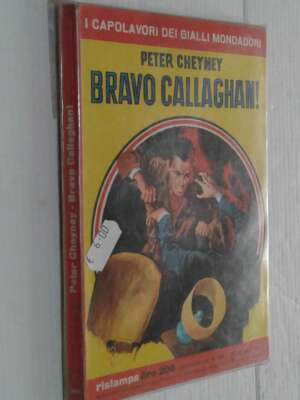 I CAPOLAVORI DEI GIALLI MONDADORI
PETER CHEYNEY
BRAVO CALLAGHAN!
Peter Cheyney - Bravo Callaghan!
€ 6.00
ristampa lire 200